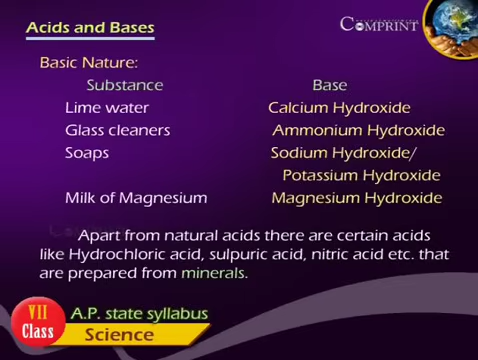 Acids and Bases
COMPRINT
Basic Nature:
Substance Base
Lime water Calcium Hydroxide
Glass cleaners Ammonium Hydroxide
Soaps Sodium Hydroxide/
Potassium Hydroxide
Milk of Magnesium Magnesium Hydroxide
Apart from natural acids there are certain acids
like Hydrochloric acid, sulpuric acid, nitric acid etc. that
are prepared from minerals.
VII
Class
A.P. state syllabus
Science